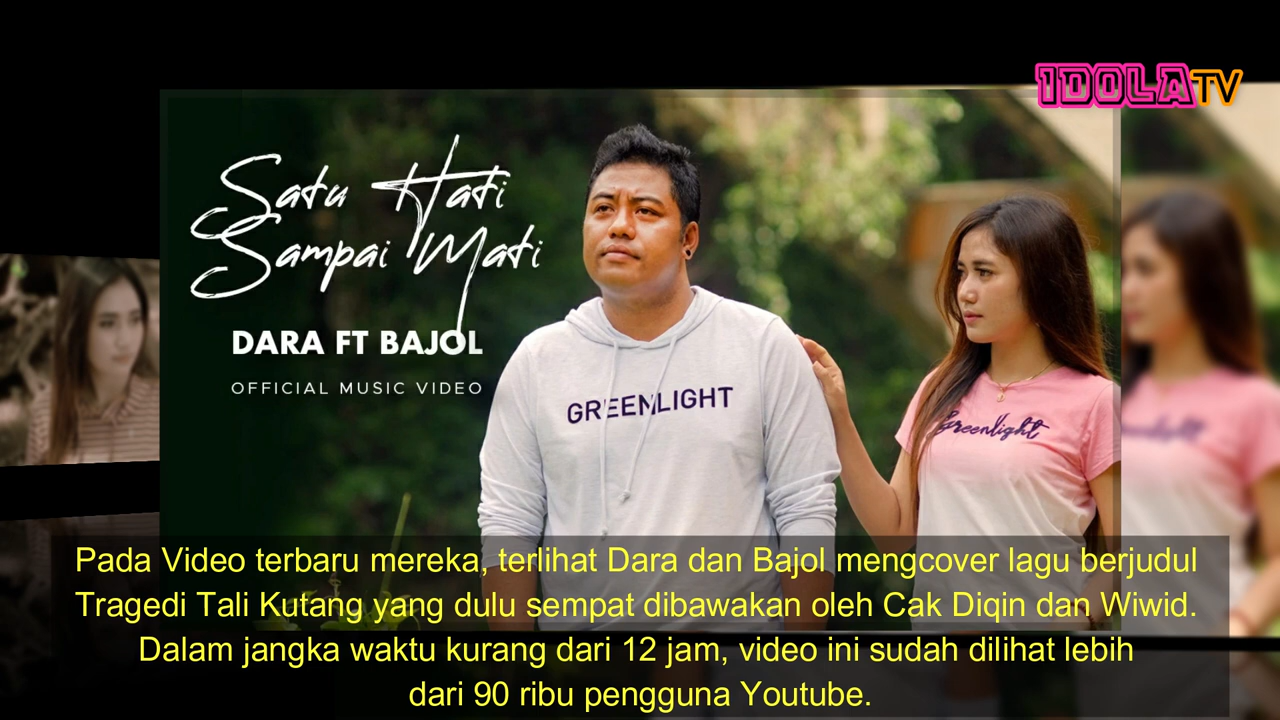 IDOLATV
Satu Hati
Sampai Mati
DARA FT BAJOL
OFFICIAL MUSIC VIDEO
GREENLIGHT
Greenlight
Pada Video terbaru mereka, terlihat Dara dan Bajol mengcover lagu berjudul
Tragedi Tali Kutang yang dulu sempat dibawakan oleh Cak Diqin dan Wiwid.
Dalam jangka waktu kurang dari 12 jam, video ini sudah dilihat lebih
dari 90 ribu pengguna Youtube.